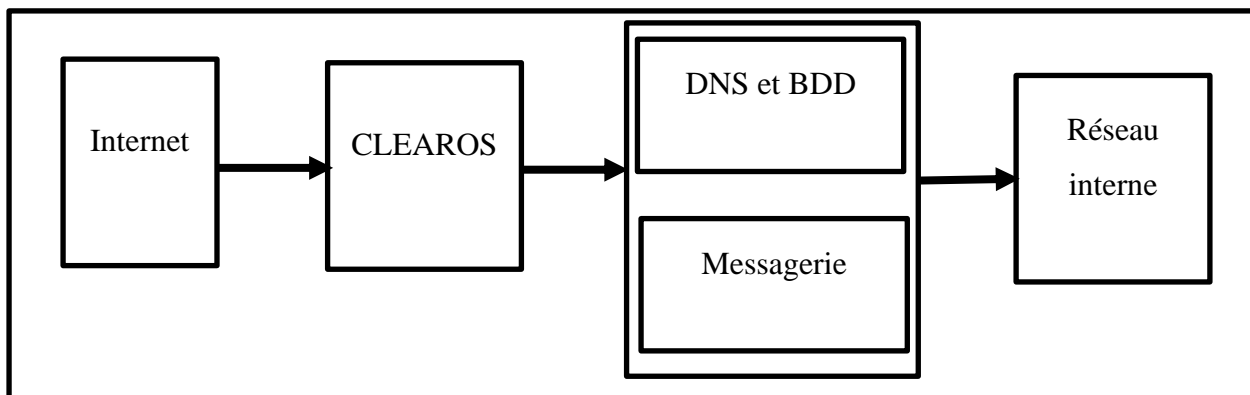 Internet
CLEAROS
DNS et BDD
Messagerie
Réseau
interne